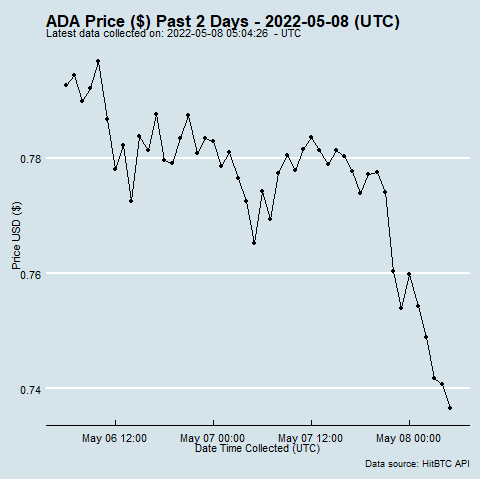 ADA Price ($) Past 2 Days - 2022-05-08 (UTC)
Latest data collected on: 2022-05-08 05:04:26  - UTC
0.78
0.76
0.74
Price USD ($)
May 06 12:00
May 07 00:00
May 07 12:00
May 08 00:00
Date Time Collected (UTC)
Data source: HitBTC API